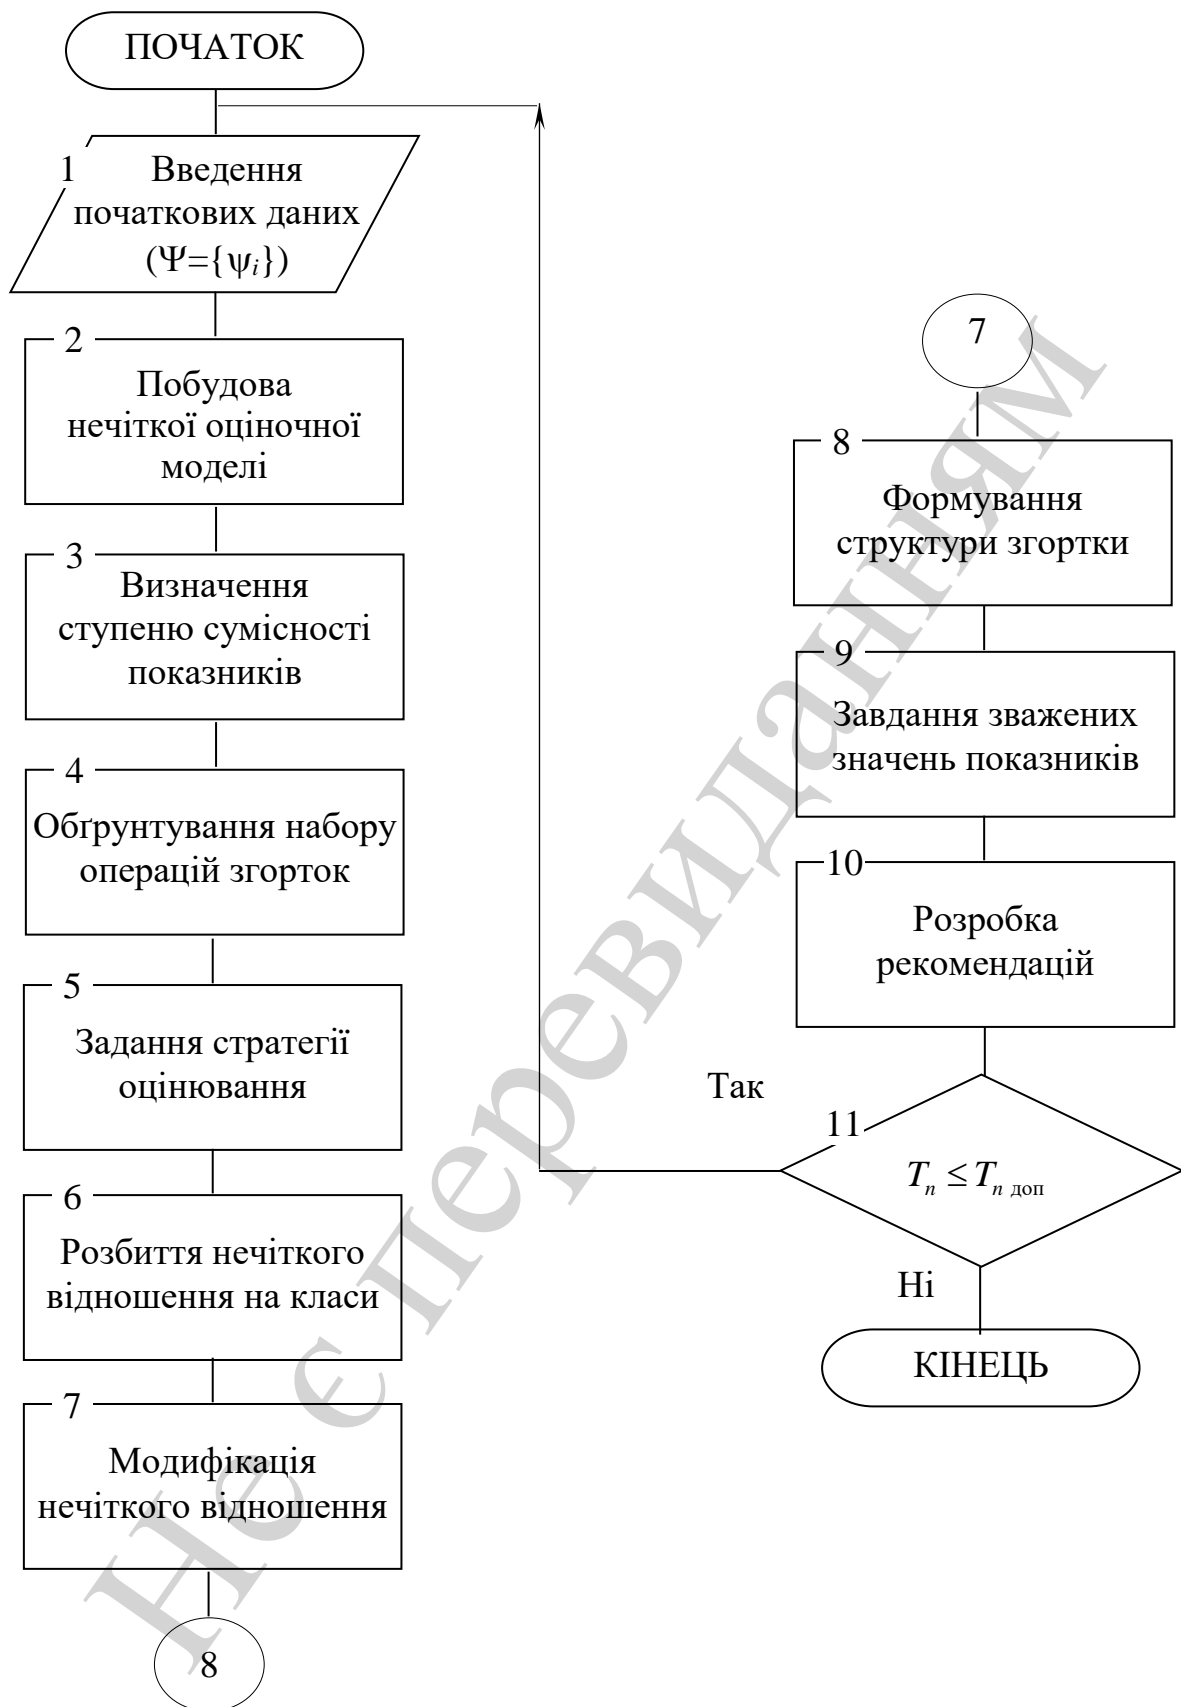 ПОЧАТОК
1
Введення
початкових даних
(Ψ={ψi})
2
Побудова
нечіткої оціночної
моделі
3
Визначення
ступеню сумісності
показників
4
Обґрунтування набору
операцій згорток
5
Задання стратегії
оцінювання
6
Розбиття нечіткого
відношення на класи
7
Модифікація
нечіткого відношення
8
7
8
Формування
структури згортки
9
Завдання зважених
значень показників
10
Розробка
рекомендацій
Так
11
Tn ≤ Tn доп
Ні
КІНЕЦЬ
Не є перевиданням